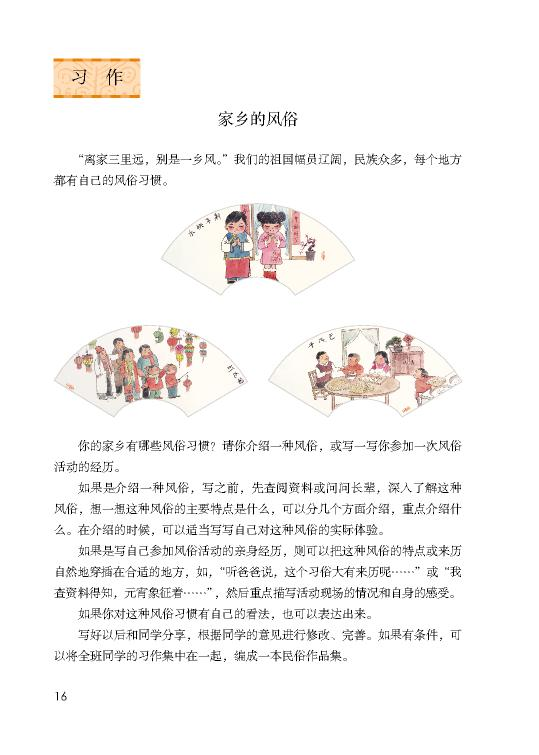 习 作
家乡的风俗
“离家三里远，别是一乡风。”我们的祖国幅员辽阔，民族众多，每个地方
都有自己的风俗习惯。
你的家乡有哪些风俗习惯？请你介绍一种风俗，或写一写你参加一次风俗
活动的经历。
如果是介绍一种风俗，写之前，先查阅资料或问问长辈，深入了解这种
风俗，想一想这种风俗的主要特点是什么，可以分几个方面介绍，重点介绍什
么。在介绍的时候，可以适当写写自己对这种风俗的实际体验。
如果是写自己参加风俗活动的亲身经历，则可以把这种风俗的特点或来历
自然地穿插在合适的地方，如，“听爸爸说，这个习俗大有来历呢……”或“我
查资料得知，元宵象征着……”，然后重点描写活动现场的情况和自身的感受。
如果你对这种风俗习惯有自己的看法，也可以表达出来。
写好以后和同学分享，根据同学的意见进行修改、完善。如果有条件，可
以将全班同学的习作集中在一起，编成一本民俗作品集。
16